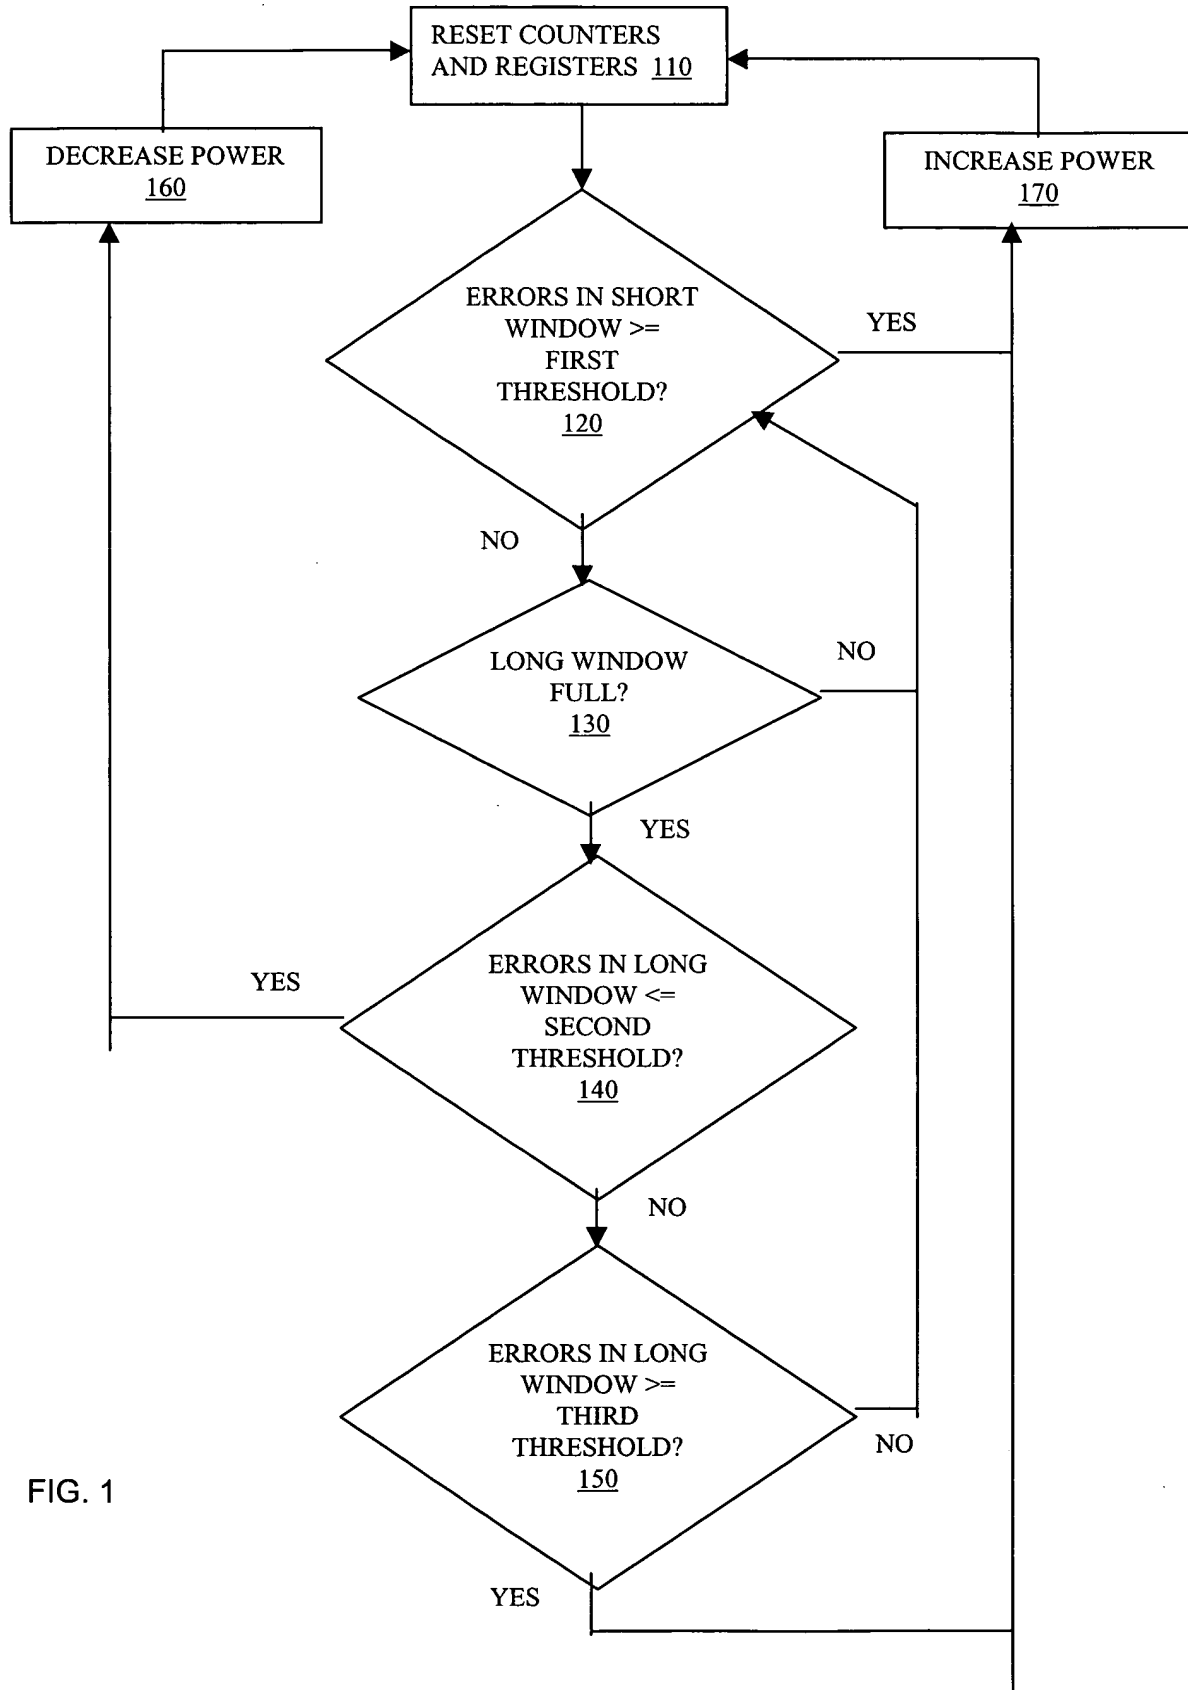 RESET COUNTERS
AND REGISTERS 110
DECREASE POWER
160
INCREASE POWER
170
ERRORS IN SHORT
WINDOW >=
FIRST
THRESHOLD?
120
YES
NO
LONG WINDOW
FULL?
130
NO
YES
ERRORS IN LONG
WINDOW <=
SECOND
THRESHOLD?
140
YES
NO
ERRORS IN LONG
WINDOW >=
THIRD
THRESHOLD?
150
NO
YES
FIG. 1